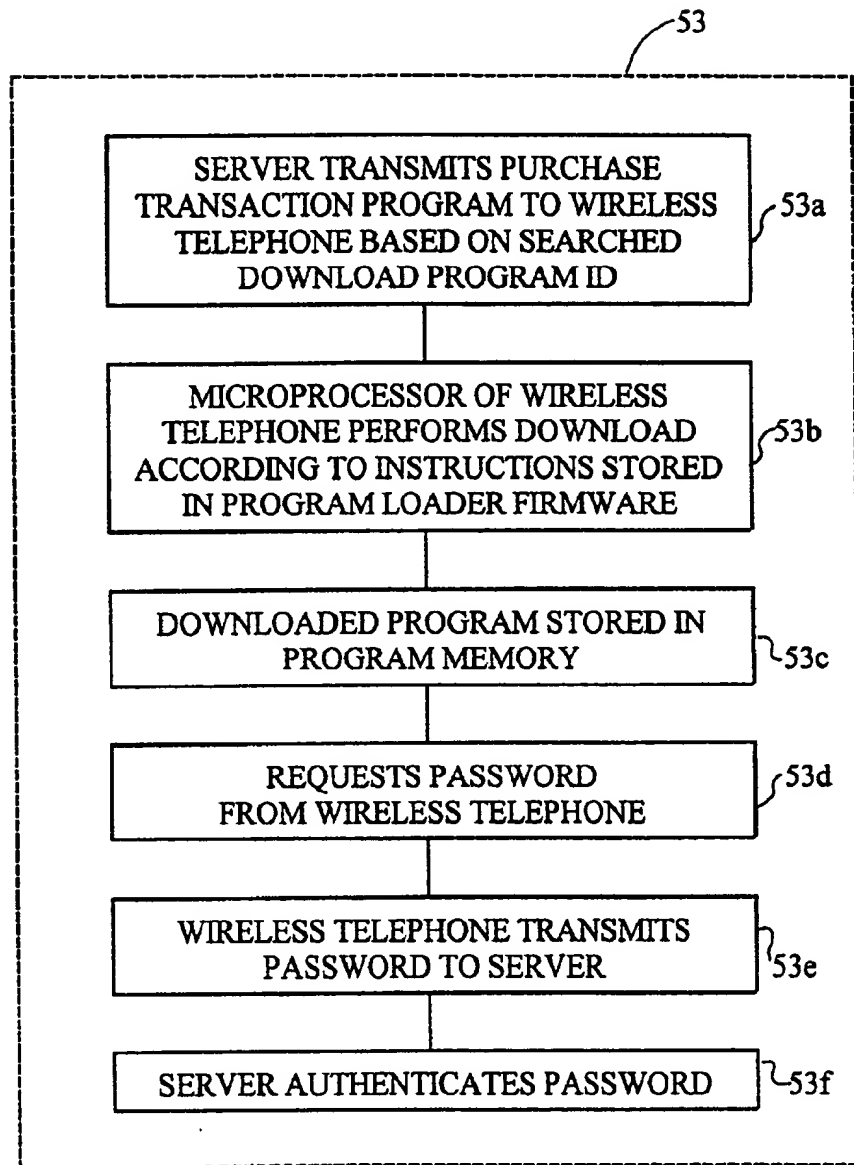 53
SERVER TRANSMITS PURCHASE
TRANSACTION PROGRAM TO WIRELESS
TELEPHONE BASED ON SEARCHED
DOWNLOAD PROGRAM ID
53a
MICROPROCESSOR OF WIRELESS
TELEPHONE PERFORMS DOWNLOAD
ACCORDING TO INSTRUCTIONS STORED
IN PROGRAM LOADER FIRMWARE
53b
DOWNLOADED PROGRAM STORED IN
PROGRAM MEMORY
53c
REQUESTS PASSWORD
FROM WIRELESS TELEPHONE
53d
WIRELESS TELEPHONE TRANSMITS
PASSWORD TO SERVER
53e
SERVER AUTHENTICATES PASSWORD
53f